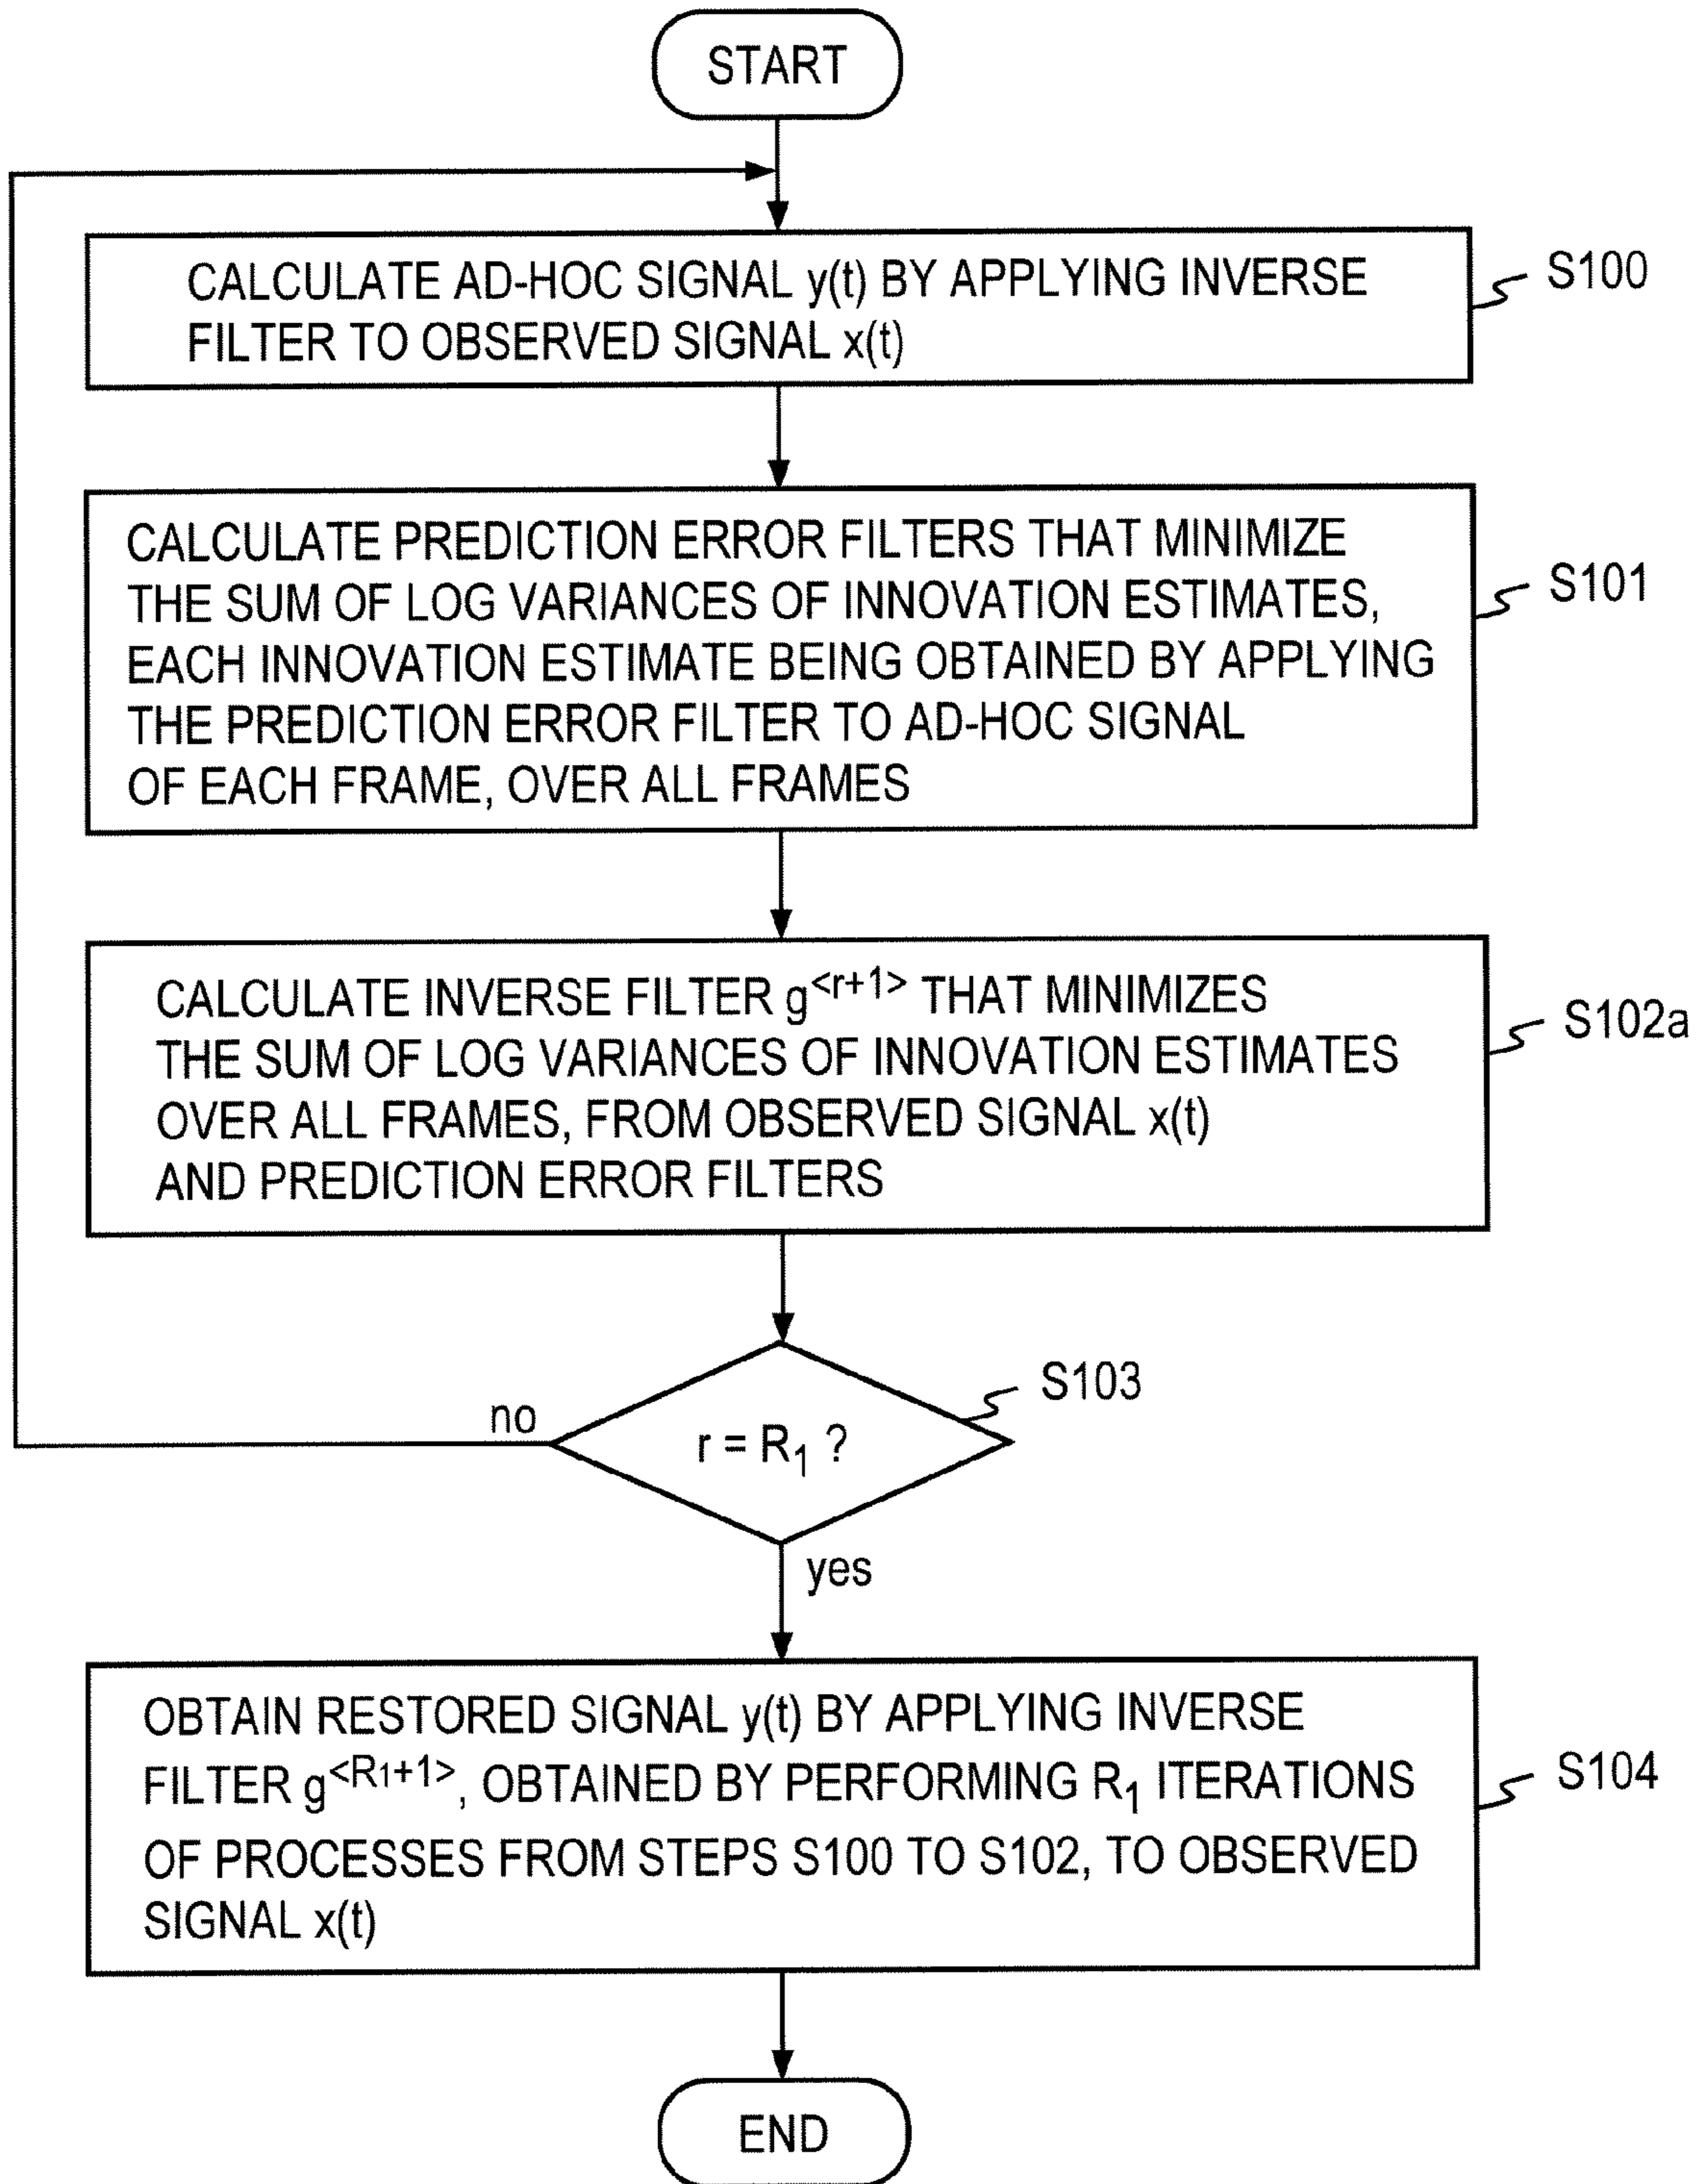 START
CALCULATE AD-HOC SIGNAL y(t) BY APPLYING INVERSE
FILTER TO OBSERVED SIGNAL x(t)
S100
CALCULATE PREDICTION ERROR FILTERS THAT MINIMIZE
THE SUM OF LOG VARIANCES OF INNOVATION ESTIMATES,
EACH INNOVATION ESTIMATE BEING OBTAINED BY APPLYING
THE PREDICTION ERROR FILTER TO AD-HOC SIGNAL
OF EACH FRAME, OVER ALL FRAMES
S101
CALCULATE INVERSE FILTER g<r+1> THAT MINIMIZES
THE SUM OF LOG VARIANCES OF INNOVATION ESTIMATES
OVER ALL FRAMES, FROM OBSERVED SIGNAL x(t)
AND PREDICTION ERROR FILTERS
S102a
S103
no
r = R1 ?
yes
OBTAIN RESTORED SIGNAL y(t) BY APPLYING INVERSE
FILTER g<R1+1>, OBTAINED BY PERFORMING R1 ITERATIONS
OF PROCESSES FROM STEPS S100 TO S102, TO OBSERVED
SIGNAL x(t)
S104
END